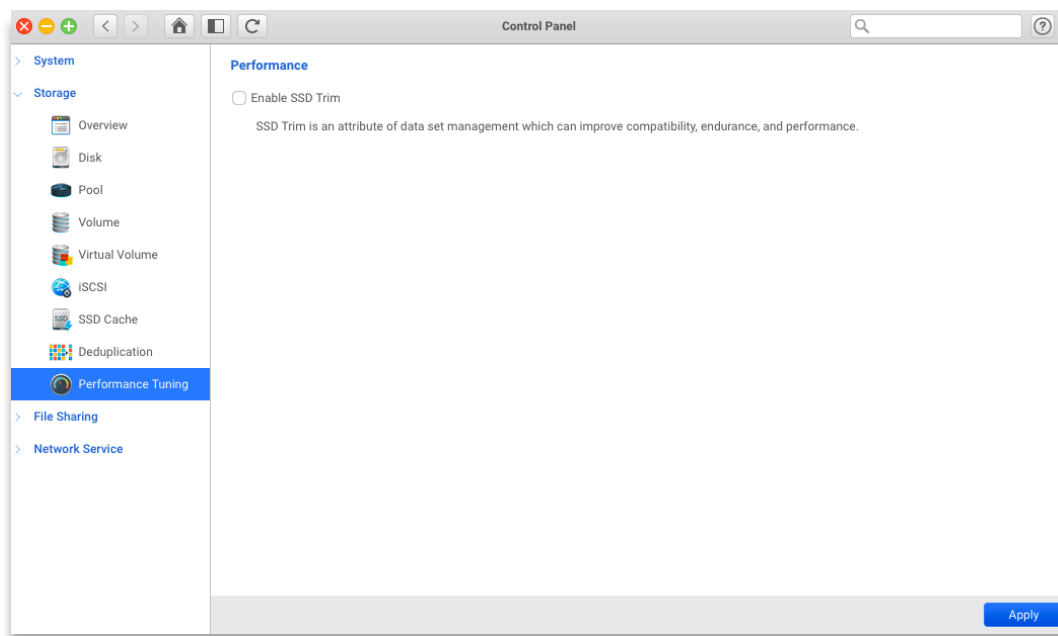 Control Panel
System
Storage
Overview
Disk
Pool
Volume
Virtual Volume
iSCSI
SSD
SSD Cache
Deduplication
Performance Tuning
File Sharing
Network Service
Performance
Enable SSD Trim
SSD Trim is an attribute of data set management which can improve compatibility, endurance, and performance.
Apply